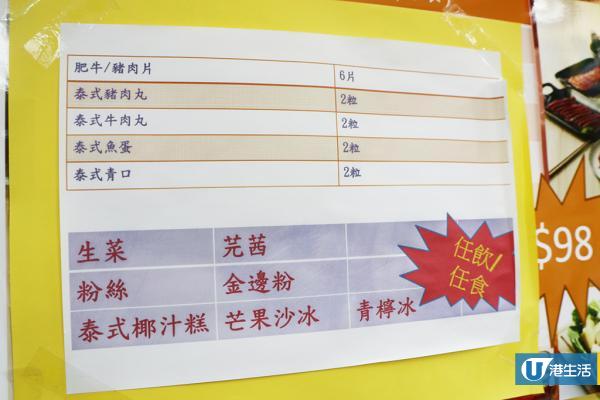 肥牛/豬肉片 6片
泰式豬肉丸 2粒
泰式牛肉丸 2粒
泰式魚蛋 2粒
泰式青口 2粒
生菜 芫茜
粉絲 金邊粉
泰式椰汁糕 芒果沙冰 青檸冰
任飲/
任食
$98
U 港生活